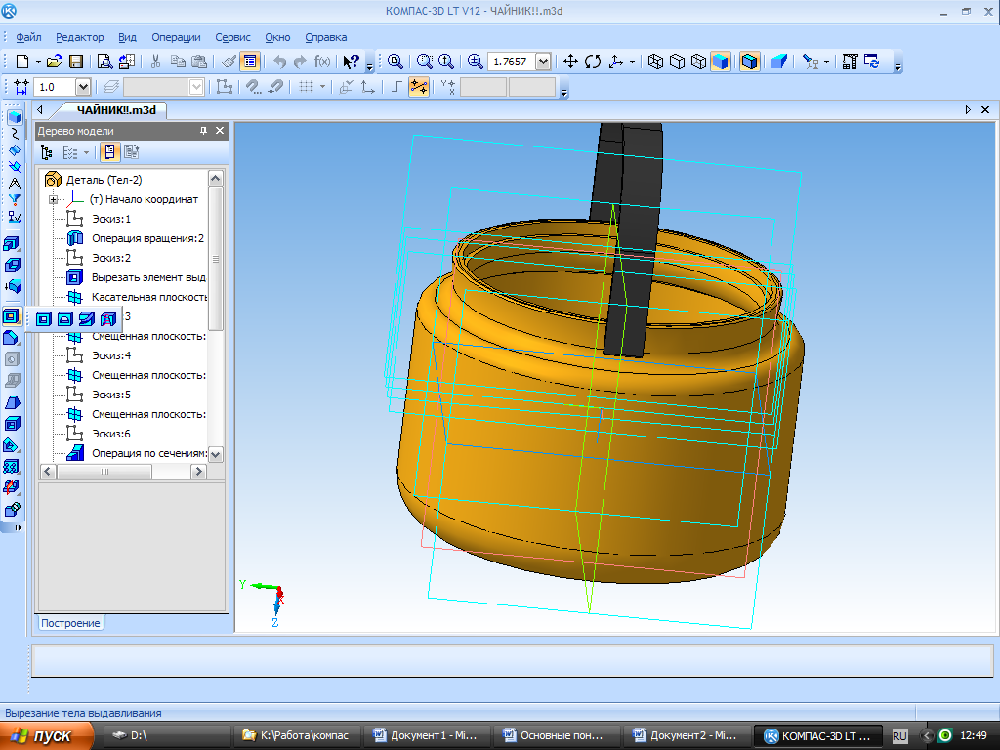 КОМПАС-3D LT V12 - ЧАЙНИК!!.m3d
Файл Редактор Вид Операции Сервис Окно Справка
1.7657
f(x)
1.0
ЧАЙНИК!!.m3d
Дерево модели
Деталь (Тел-2)
(т) Начало координат
Эскиз:1
Операция вращения:2
Эскиз:2
Вырезать элемент выд
Касательная плоскость
:3
Смещенная плоскость:
Эскиз:4
Смещенная плоскость:
Эскиз:5
Смещенная плоскость:
Эскиз:6
Операция по сечениям:
Y
X
Z
Построение
Вырезание тела выдавливания
пуск
D:\
K:\Работа\компас
Документ1 - Mi...
Основные пон...
Документ2 - Mi...
КОМПАС-3D LT ...
RU
12:49